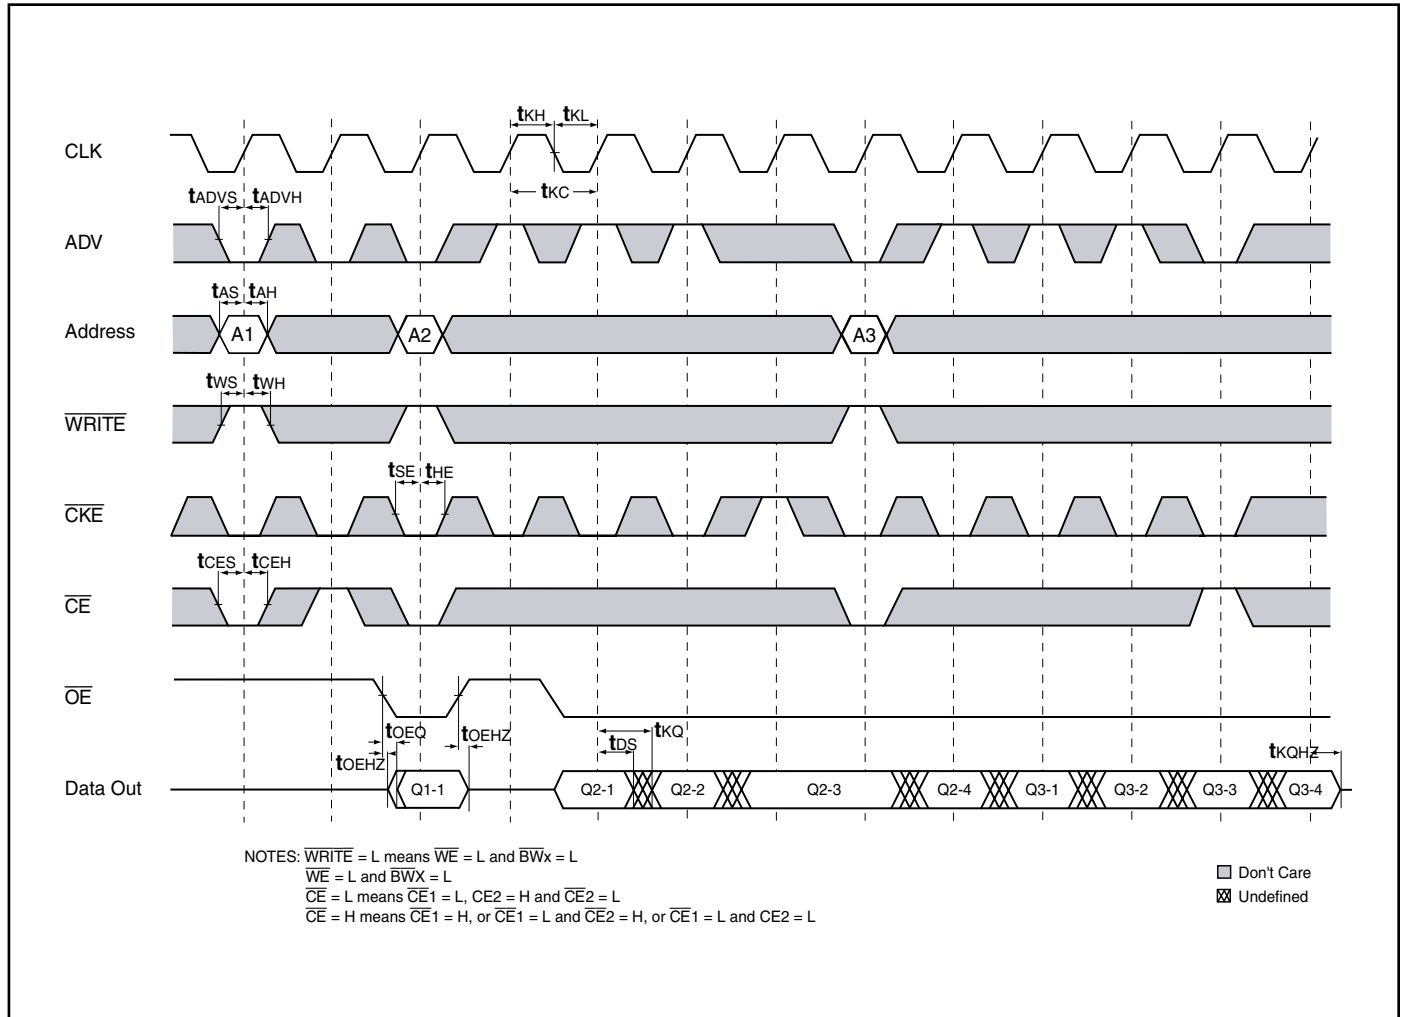 tKH tKL
CLK
tKC
tADVS tADVH
ADV
tAS tAH
Address
A1 A2 A3
tWS tWH
WRITE
tSE tHE
CKE
tCES tCEH
CE
OE
tOEQ tOEHZ tKQ
tDS
tOEHZ tKQHZ
Data Out
Q1-1 Q2-1 Q2-2 Q2-3 Q2-4 Q3-1 Q3-2 Q3-3 Q3-4
NOTES: WRITE = L means WE = L and BWx = L
WE = L and BWX = L
CE = L means CE1 = L, CE2 = H and CE2 = L
CE = H means CE1 = H, or CE1 = L and CE2 = H, or CE1 = L and CE2 = L
Don't Care
Undefined